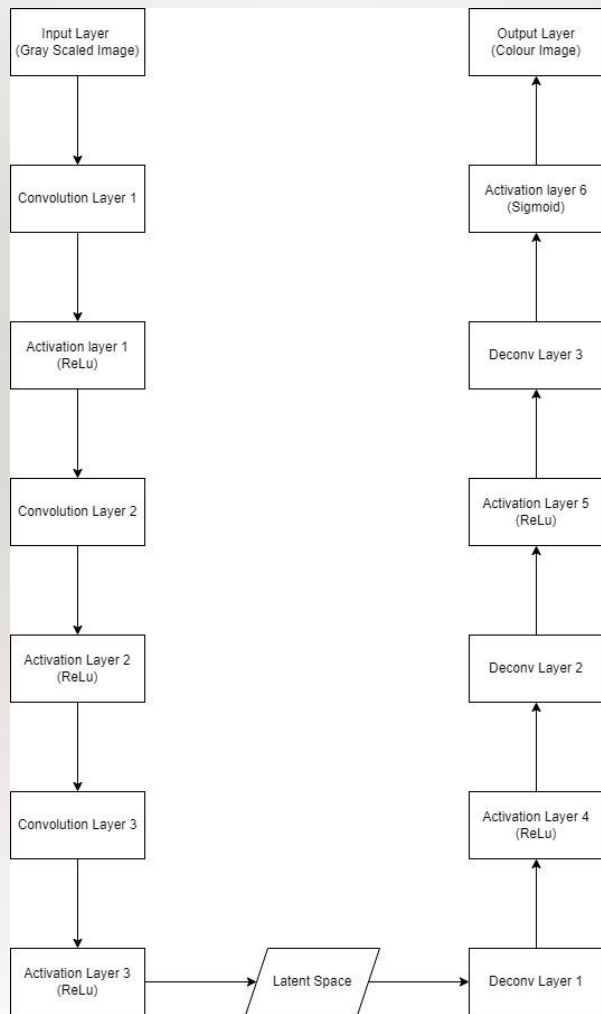 Input Layer
(Gray Scaled Image)
Convolution Layer 1
Activation layer 1
(ReLu)
Convolution Layer 2
Activation Layer 2
(ReLu)
Convolution Layer 3
Activation Layer 3
(ReLu)
Latent Space
Deconv Layer 1
Activation Layer 4
(ReLu)
Deconv Layer 2
Activation Layer 5
(ReLu)
Deconv Layer 3
Activation layer 6
(Sigmoid)
Output Layer
(Colour Image)